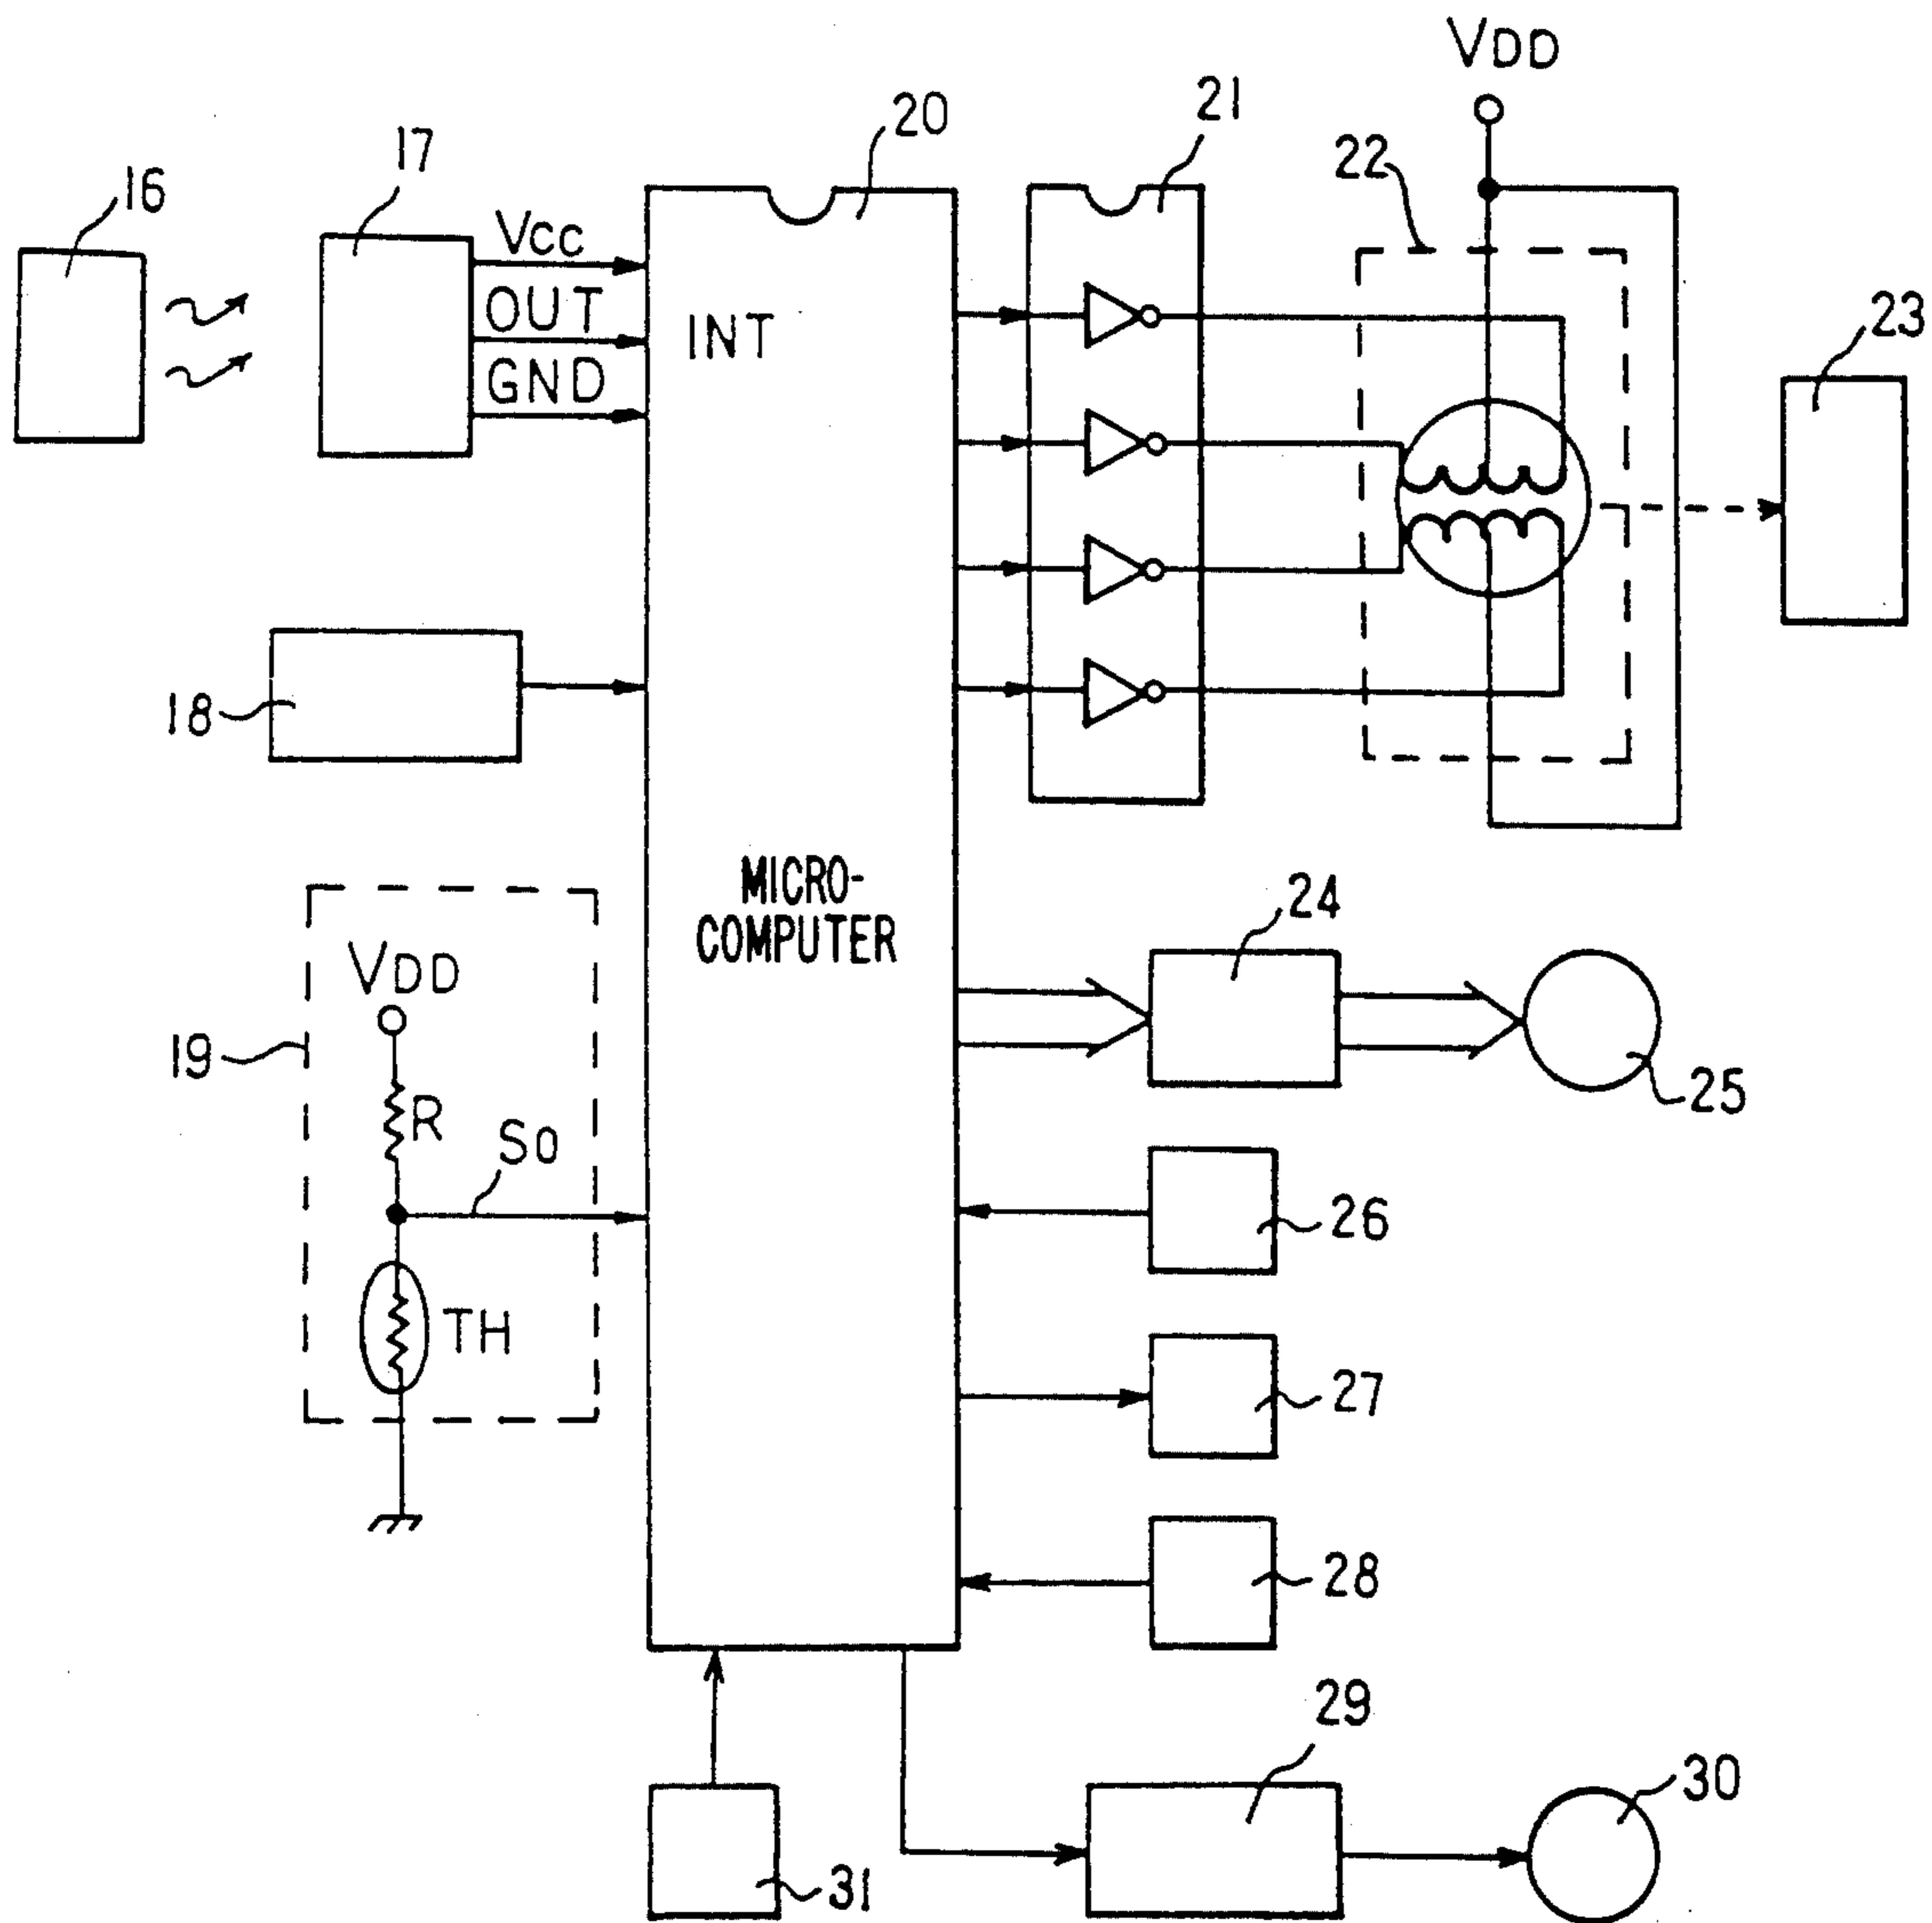 VDD
21
20
17
22
16
Vcc
23
OUT
INT
GND
18
MICRO-
COMPUTER
24
VDD
19
25
R
So
26
TH
27
28
29
30
31